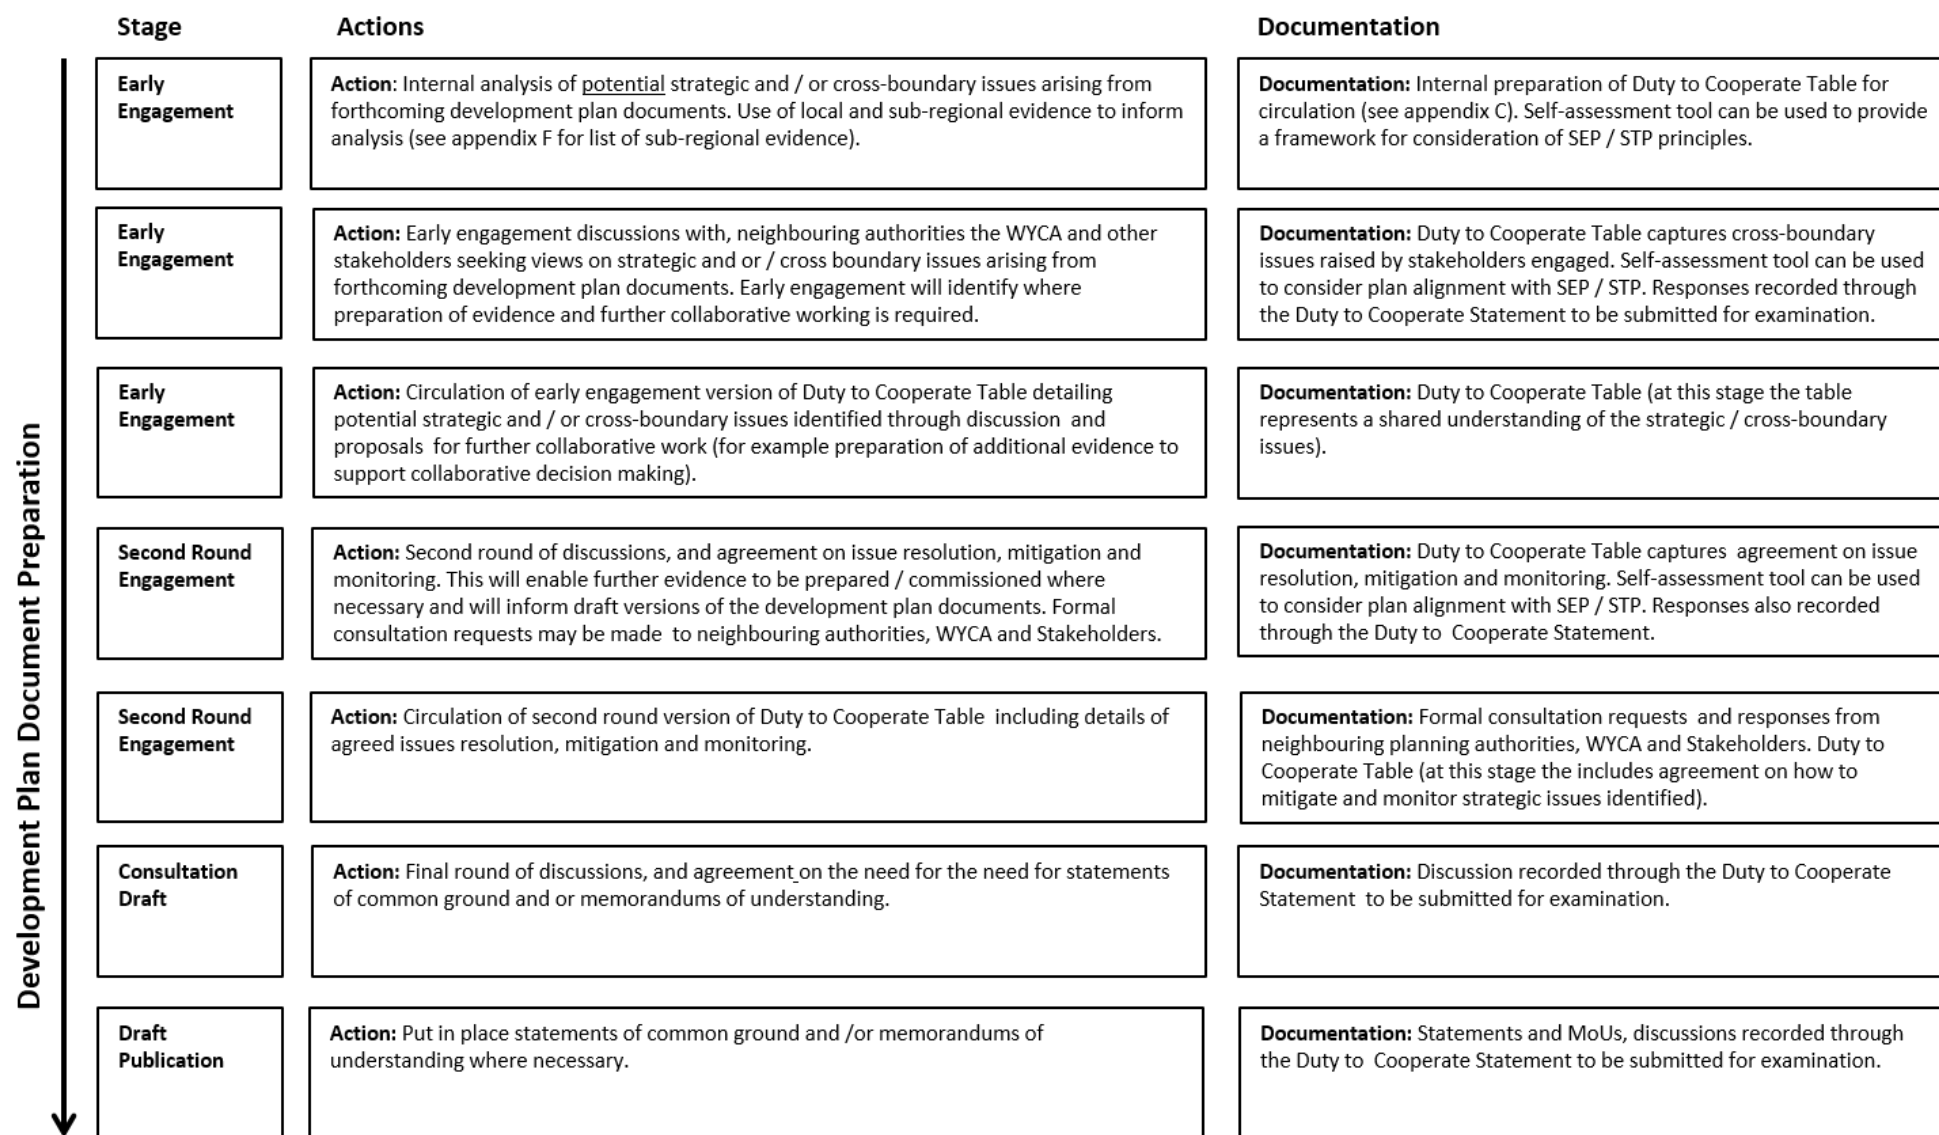 Stage
Actions
Documentation
Development Plan Document Preparation
Early
Engagement
Action: Internal analysis of potential strategic and / or cross-boundary issues arising from
forthcoming development plan documents. Use of local and sub-regional evidence to inform
analysis (see appendix F for list of sub-regional evidence).
Documentation: Internal preparation of Duty to Cooperate Table for
circulation (see appendix C). Self-assessment tool can be used to provide
a framework for consideration of SEP / STP principles.
Early
Engagement
Action: Early engagement discussions with, neighbouring authorities the WYCA and other
stakeholders seeking views on strategic and or / cross boundary issues arising from
forthcoming development plan documents. Early engagement will identify where
preparation of evidence and further collaborative working is required.
Documentation: Duty to Cooperate Table captures cross-boundary
issues raised by stakeholders engaged. Self-assessment tool can be used
to consider plan alignment with SEP / STP. Responses recorded through
the Duty to Cooperate Statement to be submitted for examination.
Early
Engagement
Action: Circulation of early engagement version of Duty to Cooperate Table detailing
potential strategic and / or cross-boundary issues identified through discussion and
proposals for further collaborative work (for example preparation of additional evidence to
support collaborative decision making).
Documentation: Duty to Cooperate Table (at this stage the table
represents a shared understanding of the strategic / cross-boundary
issues).
Second Round
Engagement
Action: Second round of discussions, and agreement on issue resolution, mitigation and
monitoring. This will enable further evidence to be prepared / commissioned where
necessary and will inform draft versions of the development plan documents. Formal
consultation requests may be made to neighbouring authorities, WYCA and Stakeholders.
Documentation: Duty to Cooperate Table captures agreement on issue
resolution, mitigation and monitoring. Self-assessment tool can be used
to consider plan alignment with SEP / STP. Responses also recorded
through the Duty to Cooperate Statement.
Second Round
Engagement
Action: Circulation of second round version of Duty to Cooperate Table including details of
agreed issues resolution, mitigation and monitoring.
Documentation: Formal consultation requests and responses from
neighbouring planning authorities, WYCA and Stakeholders. Duty to
Cooperate Table (at this stage the includes agreement on how to
mitigate and monitor strategic issues identified).
Consultation
Draft
Action: Final round of discussions, and agreement on the need for the need for statements
of common ground and or memorandums of understanding.
Documentation: Discussion recorded through the Duty to Cooperate
Statement to be submitted for examination.
Draft
Publication
Action: Put in place statements of common ground and /or memorandums of
understanding where necessary.
Documentation: Statements and MoUs, discussions recorded through
the Duty to Cooperate Statement to be submitted for examination.